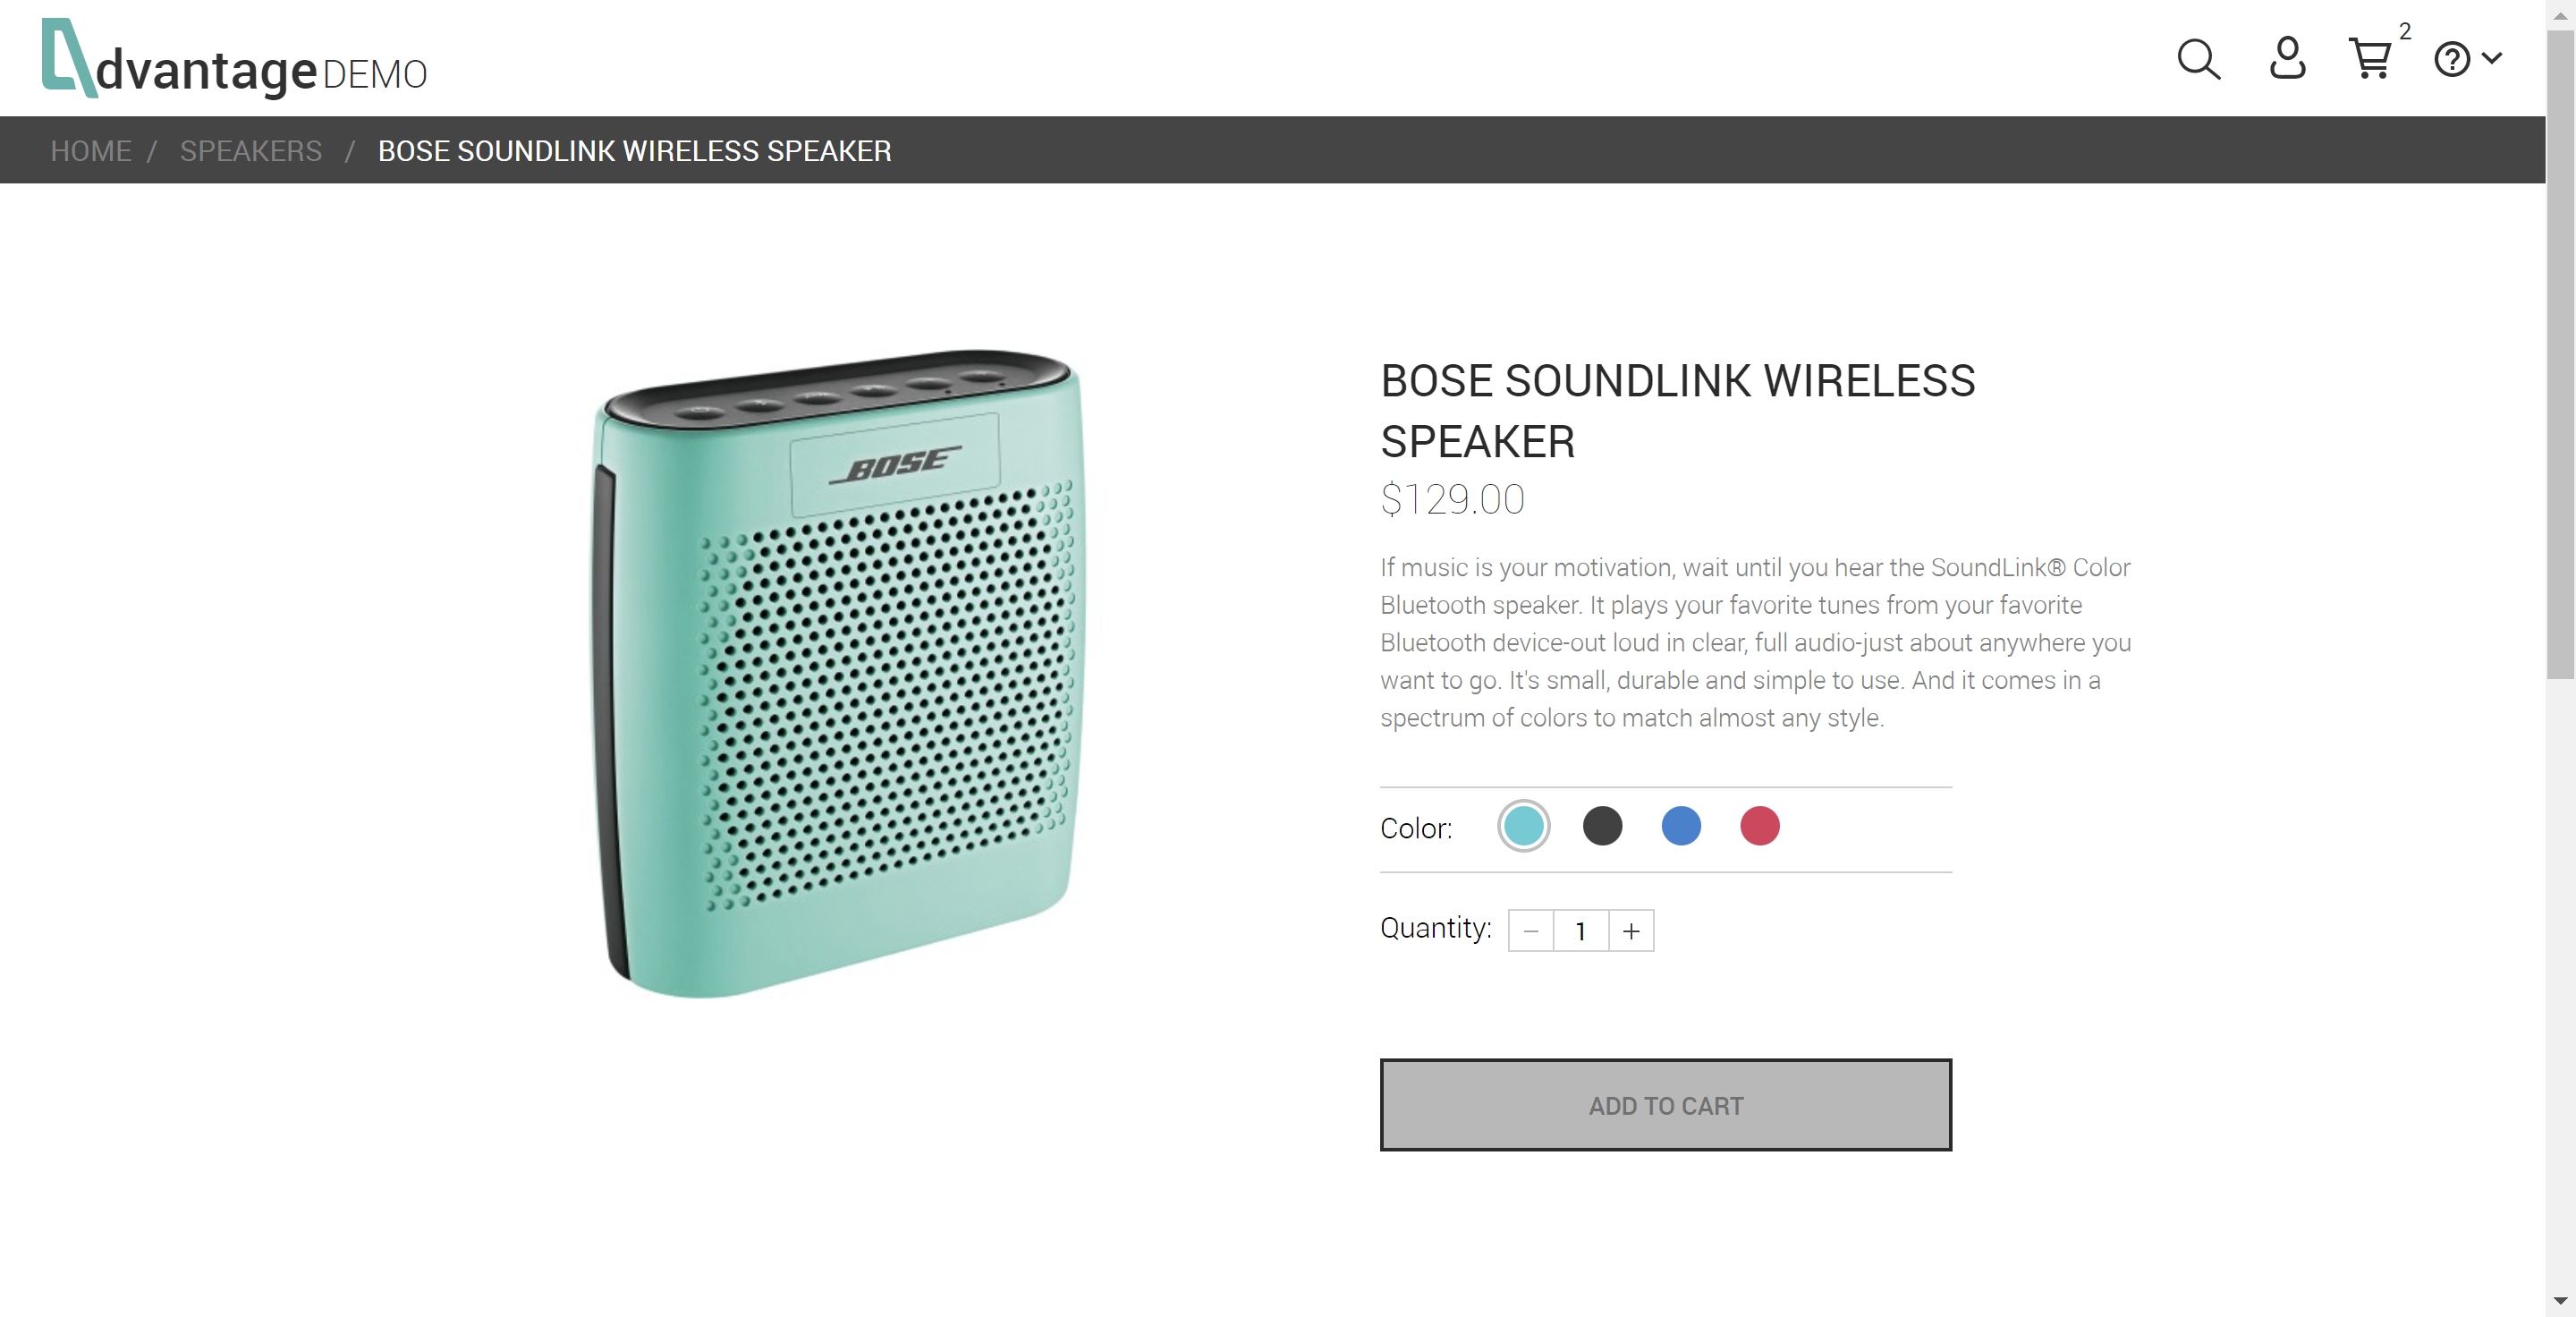 dvantage DEMO
2
HOME / SPEAKERS / BOSE SOUNDLINK WIRELESS SPEAKER
BOSE
BOSE SOUNDLINK WIRELESS
SPEAKER
$129.00
If music is your motivation, wait until you hear the SoundLink® Color
Bluetooth speaker. It plays your favorite tunes from your favorite
Bluetooth device-out loud in clear, full audio-just about anywhere you
want to go. It's small, durable and simple to use. And it comes in a
spectrum of colors to match almost any style.
Color:
Quantity: − 1 +
ADD TO CART